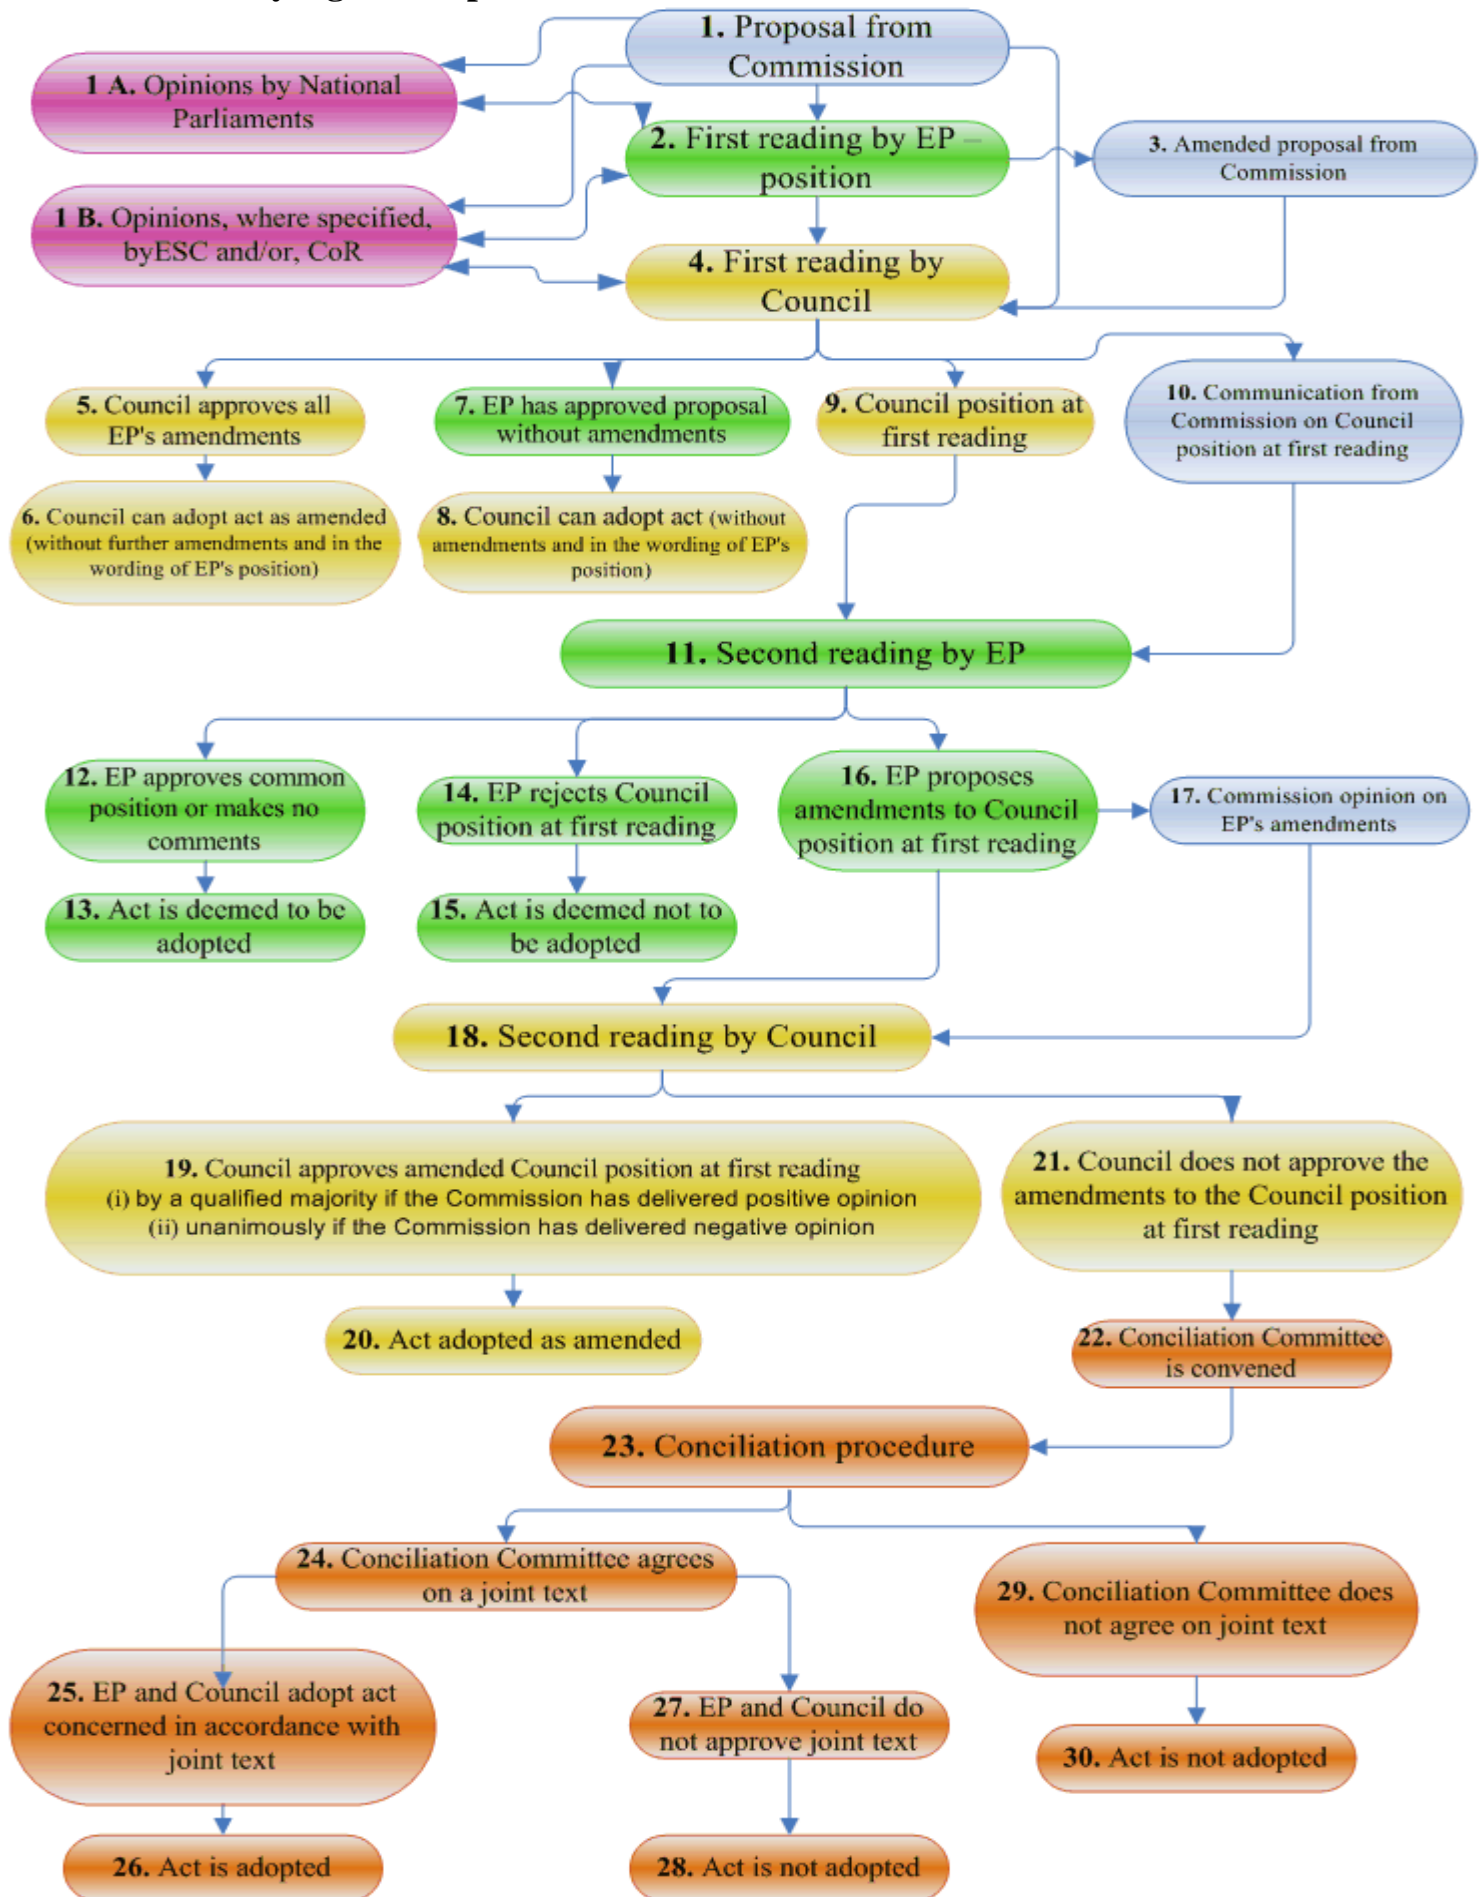 1. Proposal from
Commission
1 A. Opinions by National
Parliaments
2. First reading by EP –
position
3. Amended proposal from
Commission
1 B. Opinions, where specified,
byESC and/or, CoR
4. First reading by
Council
5. Council approves all
EP's amendments
7. EP has approved proposal
without amendments
9. Council position at
first reading
10. Communication from
Commission on Council
position at first reading
6. Council can adopt act as amended
(without further amendments and in the
wording of EP's position)
8. Council can adopt act (without
amendments and in the wording of EP's
position)
11. Second reading by EP
12. EP approves common
position or makes no
comments
14. EP rejects Council
position at first reading
16. EP proposes
amendments to Council
position at first reading
17. Commission opinion on
EP's amendments
13. Act is deemed to be
adopted
15. Act is deemed not to
be adopted
18. Second reading by Council
19. Council approves amended Council position at first reading
(i) by a qualified majority if the Commission has delivered positive opinion
(ii) unanimously if the Commission has delivered negative opinion
21. Council does not approve the
amendments to the Council position
at first reading
20. Act adopted as amended
22. Conciliation Committee
is convened
23. Conciliation procedure
24. Conciliation Committee agrees
on a joint text
29. Conciliation Committee does
not agree on joint text
25. EP and Council adopt act
concerned in accordance with
joint text
27. EP and Council do
not approve joint text
30. Act is not adopted
26. Act is adopted
28. Act is not adopted